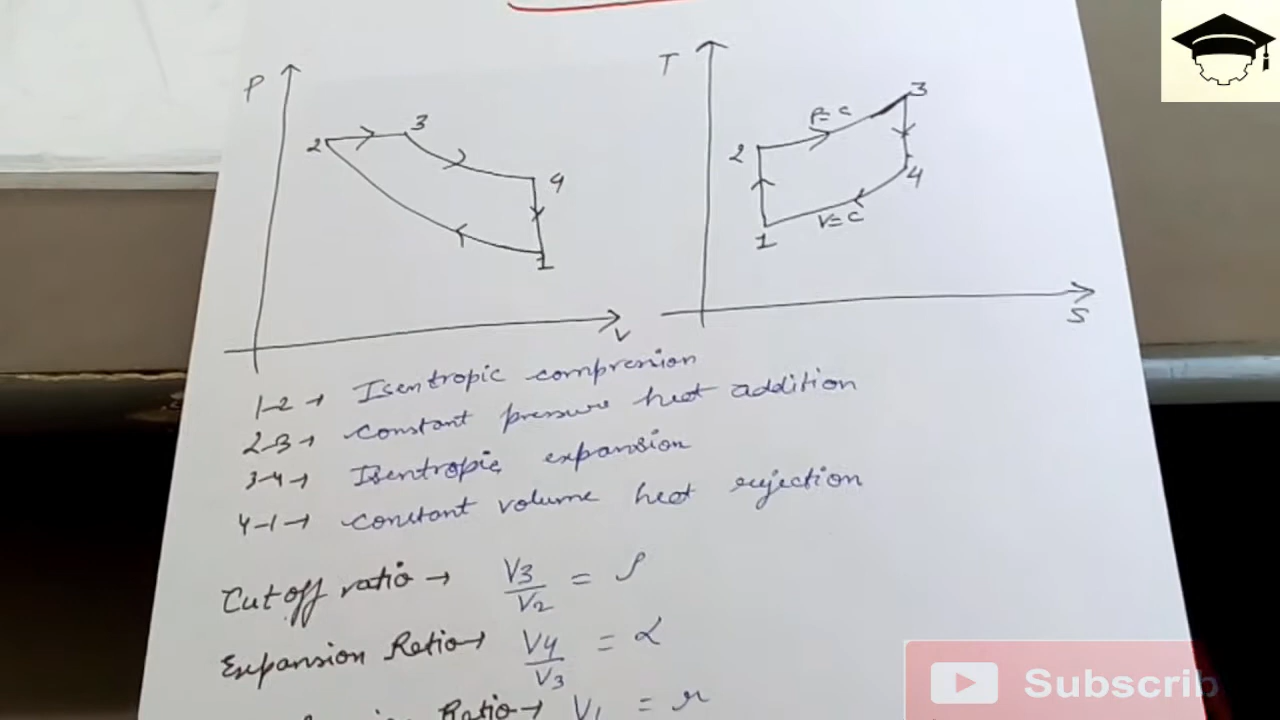 P
2
3
4
1
V
T
P=C
3
2
4
V=C
1
S
1-2 → Isentropic compression
2-3 → constant pressure heat addition
3-4 → Isentropic expansion
4-1 → constant volume heat rejection
Cutoff ratio → V3/V2 = ρ
Expansion Ratio → V4/V3 = α
Ratio → V1 = r
Subscrib